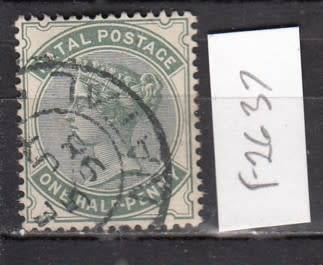 NATAL POSTAGE
ONE HALF-PENNY
F-2637